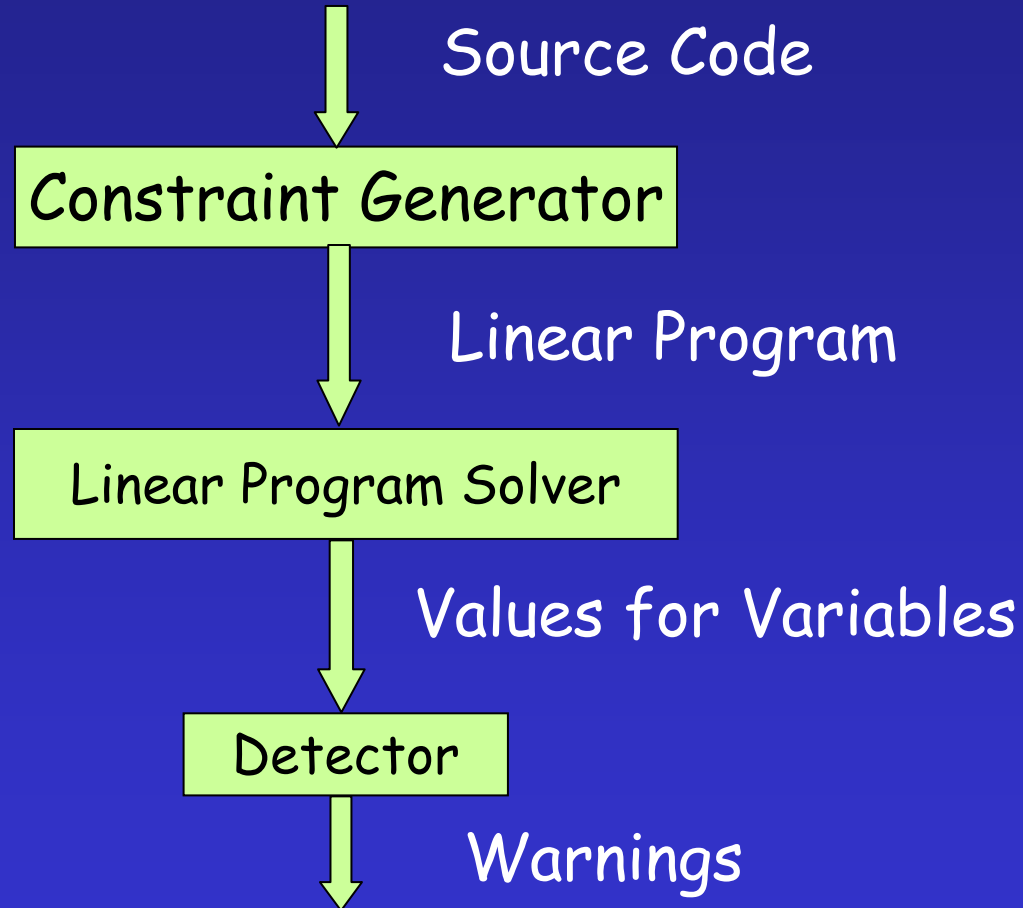 Source Code
Constraint Generator
Linear Program
Linear Program Solver
Values for Variables
Detector
Warnings